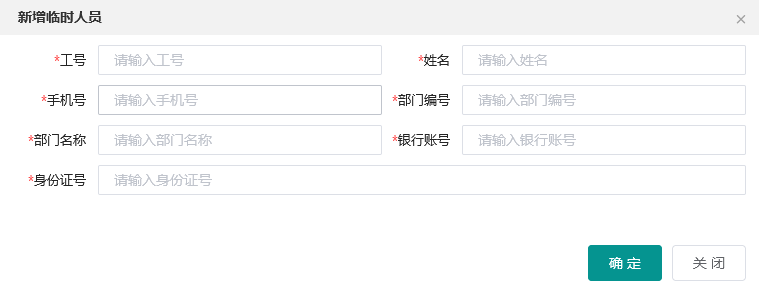 新增临时人员 ×
*工号 请输入工号 *姓名 请输入姓名
*手机号 请输入手机号 *部门编号 请输入部门编号
*部门名称 请输入部门名称 *银行账号 请输入银行账号
*身份证号 请输入身份证号
确 定 关 闭